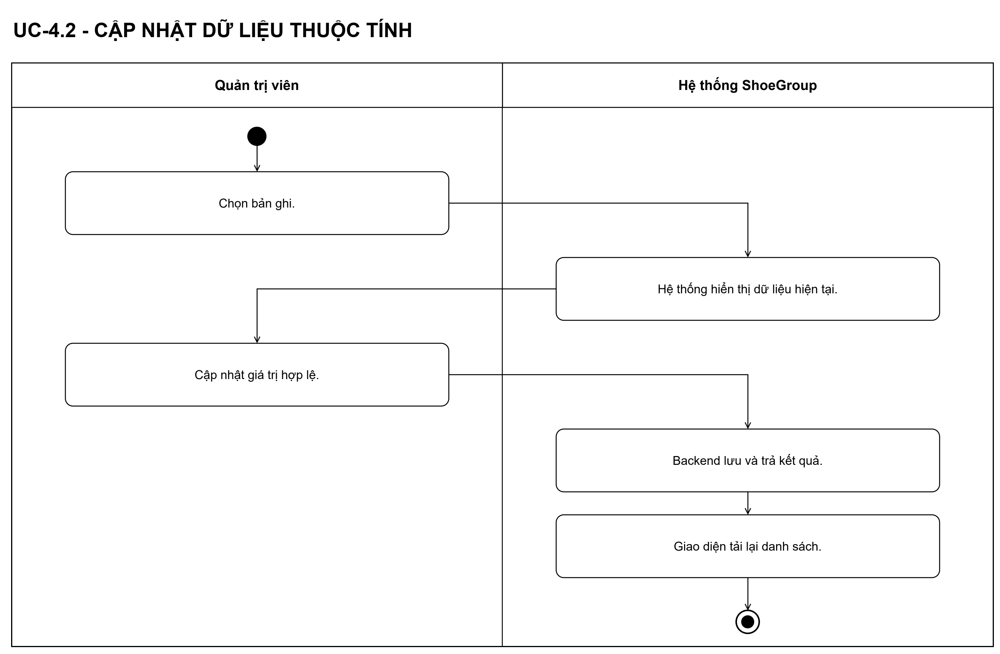 UC-4.2 - CẬP NHẬT DỮ LIỆU THUỘC TÍNH
Quản trị viên
Hệ thống ShoeGroup
Chọn bản ghi.
Hệ thống hiển thị dữ liệu hiện tại.
Cập nhật giá trị hợp lệ.
Backend lưu và trả kết quả.
Giao diện tải lại danh sách.